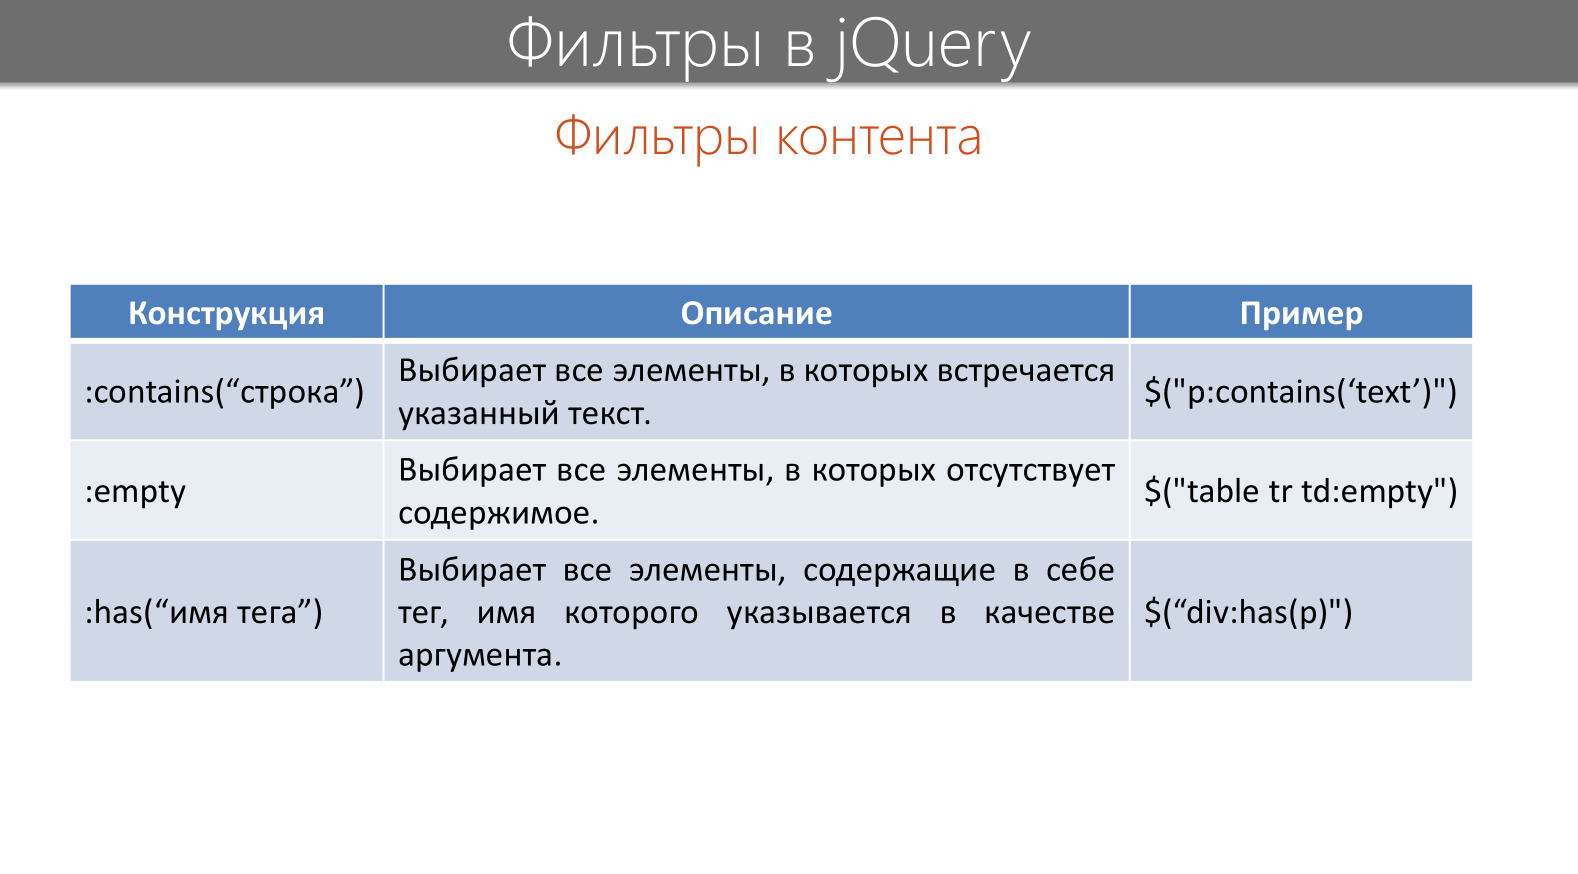 Фильтры в jQuery
Фильтры контента
Конструкция
Описание
Пример
:contains(“строка”)
Выбирает все элементы, в которых встречается
указанный текст.
$("p:contains(‘text’)")
:empty
Выбирает все элементы, в которых отсутствует
содержимое.
$("table tr td:empty")
:has(“имя тега”)
Выбирает все элементы, содержащие в себе
тег, имя которого указывается в качестве
аргумента.
$(“div:has(p)")